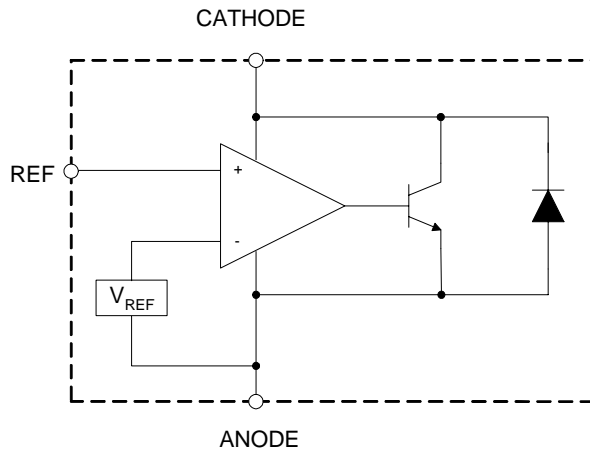 CATHODE
REF
+
-
VREF
ANODE